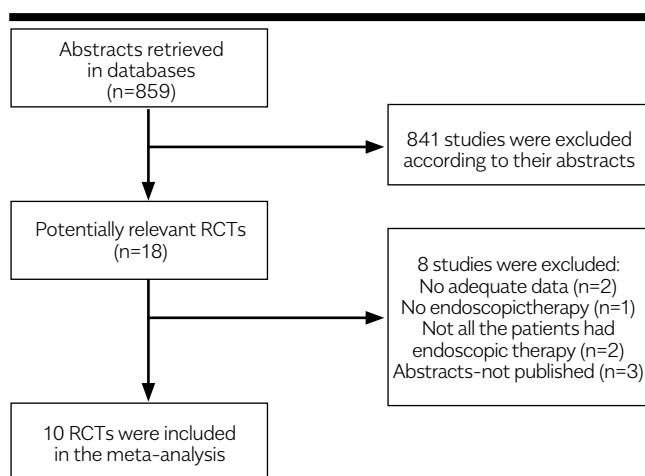 Abstracts retrieved
in databases
(n=859)
841 studies were excluded
according to their abstracts
Potentially relevant RCTs
(n=18)
8 studies were excluded:
No adequate data (n=2)
No endoscopictherapy (n=1)
Not all the patients had
endoscopic therapy (n=2)
Abstracts-not published (n=3)
10 RCTs were included
in the meta-analysis